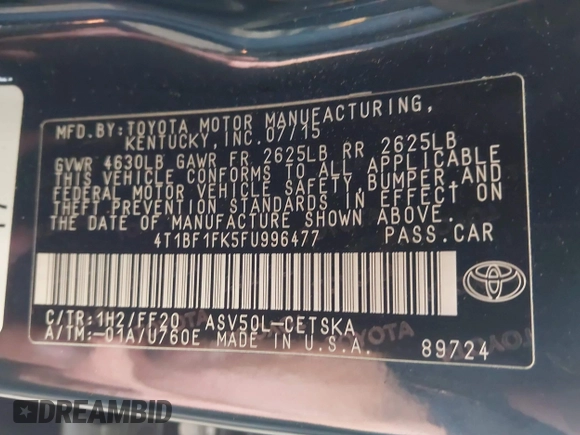 MFD.BY:TOYOTA MOTOR MANUFACTURING,
KENTUCKY, INC. 07/15
GVWR 4630LB GAWR FR 2625LB RR 2625LB
THIS VEHICLE CONFORMS TO ALL APPLICABLE
FEDERAL MOTOR VEHICLE SAFETY, BUMPER AND
THEFT PREVENTION STANDARDS IN EFFECT ON
THE DATE OF MANUFACTURE SHOWN ABOVE.
4T1BF1FK5FU996477 PASS.CAR
C/TR:1H2/FF20 ASV50L-CETSKA
A/TM:-01A/U760E MADE IN U.S.A. 89724
DREAMBID